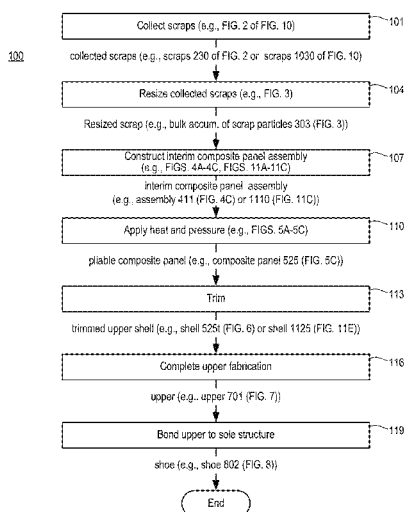 100
Collect scraps (e.g., FIG. 2 of FIG. 10)
101
collected scraps (e.g., scraps 230 of FIG. 2 or scraps 1030 of FIG. 10)
Resize collected scraps (e.g., FIG. 3)
104
Resized scrap (e.g., bulk accum. of scrap particles 303 (FIG. 3))
Construct interim composite panel assembly
(e.g., FIGS. 4A-4C, FIGS. 11A-11C)
107
interim composite panel assembly
(e.g., assembly 411 (FIG. 4C) or 1110 (FIG. 11C))
Apply heat and pressure (e.g., FIGS. 5A-5C)
110
pliable composite panel (e.g., composite panel 525 (FIG. 5C))
Trim
113
trimmed upper shell (e.g., shell 525t (FIG. 6) or shell 1125 (FIG. 11E))
Complete upper fabrication
116
upper (e.g., upper 701 (FIG. 7))
Bond upper to sole structure
119
shoe (e.g., shoe 802 (FIG. 8))
End